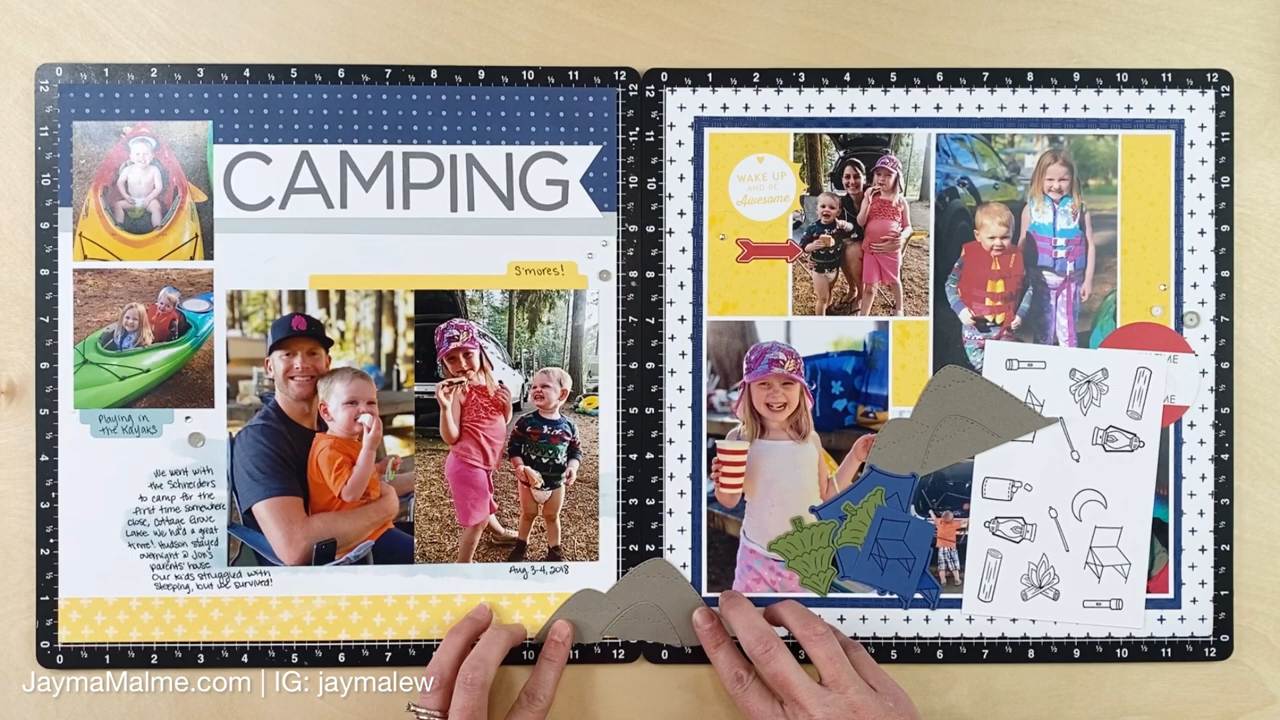 CAMPING
S'mores!
Playing in
the Kayaks
We went with
the Schneiders
to camp for the
first time somewhere
close, Cottage Grove
Lake. We had a great
time! Hudson stayed
overnight @ Jon's
parents' house.
Our kids struggled with
sleeping, but we survived!
Aug 3-4, 2018
WAKE UP
AND BE
Awesome
JaymaMalme.com | IG: jaymalew